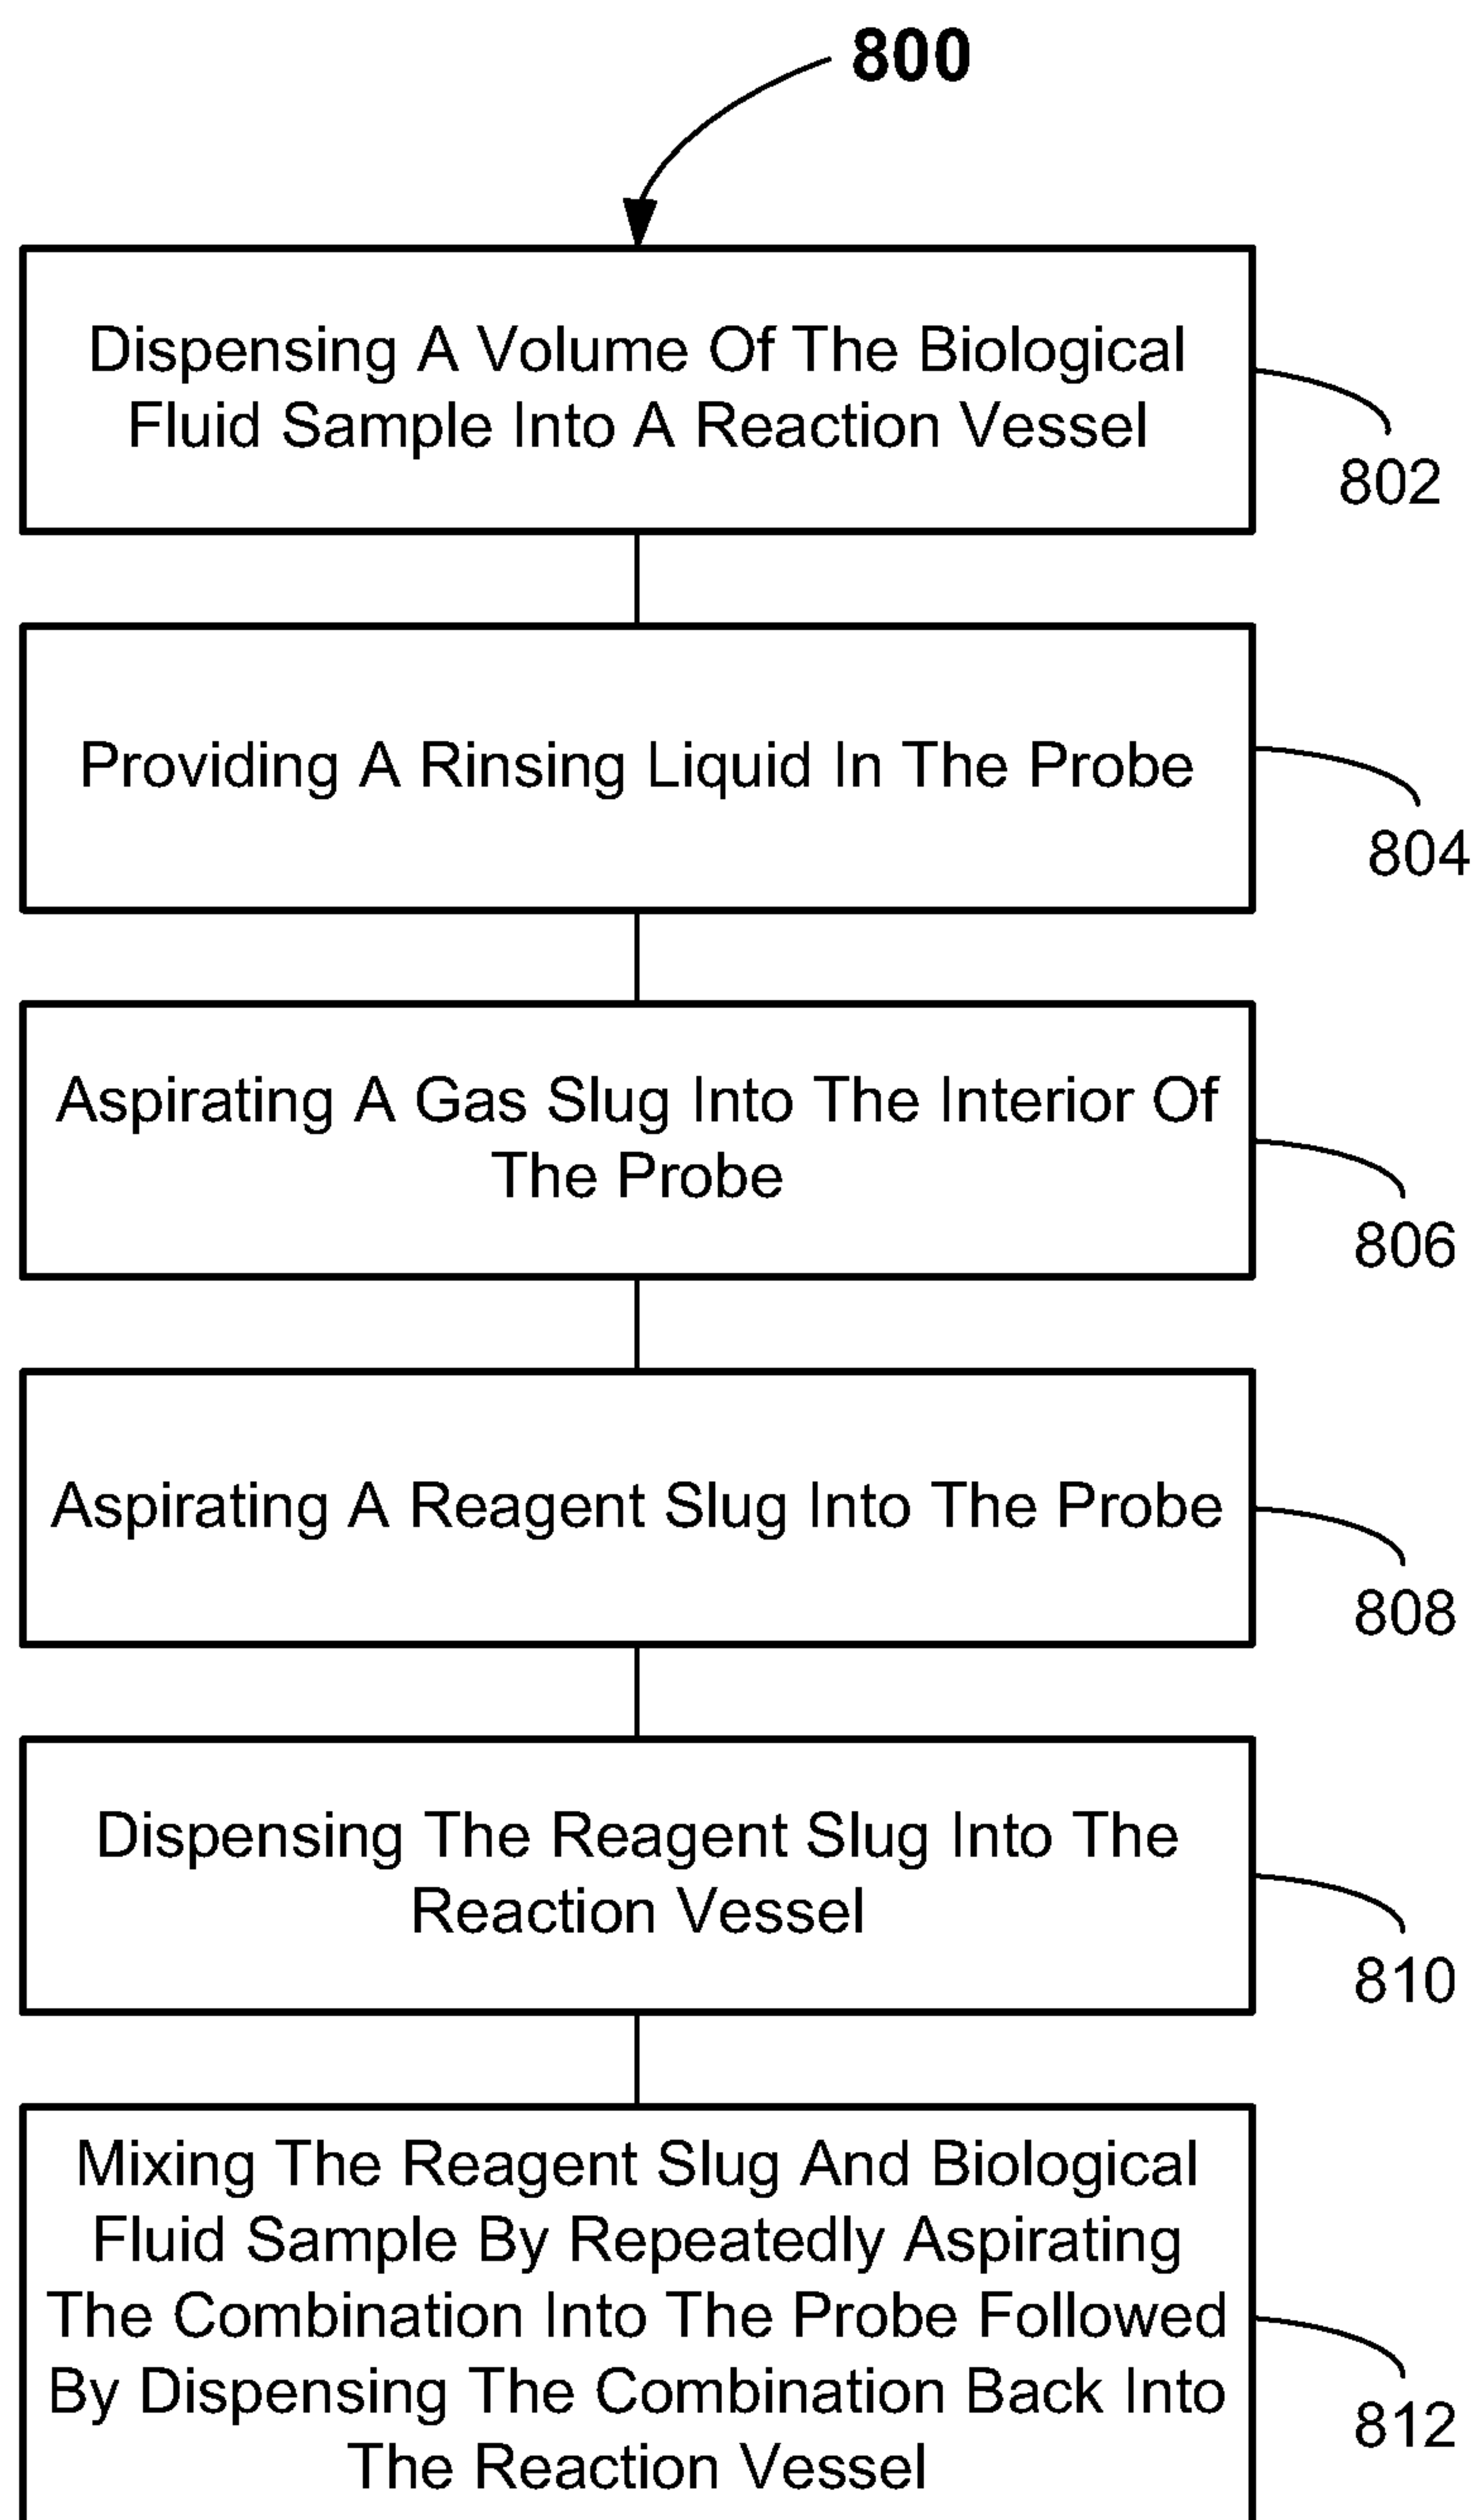 800
Dispensing A Volume Of The Biological
Fluid Sample Into A Reaction Vessel
802
Providing A Rinsing Liquid In The Probe
804
Aspirating A Gas Slug Into The Interior Of
The Probe
806
Aspirating A Reagent Slug Into The Probe
808
Dispensing The Reagent Slug Into The
Reaction Vessel
810
Mixing The Reagent Slug And Biological
Fluid Sample By Repeatedly Aspirating
The Combination Into The Probe Followed
By Dispensing The Combination Back Into
The Reaction Vessel
812